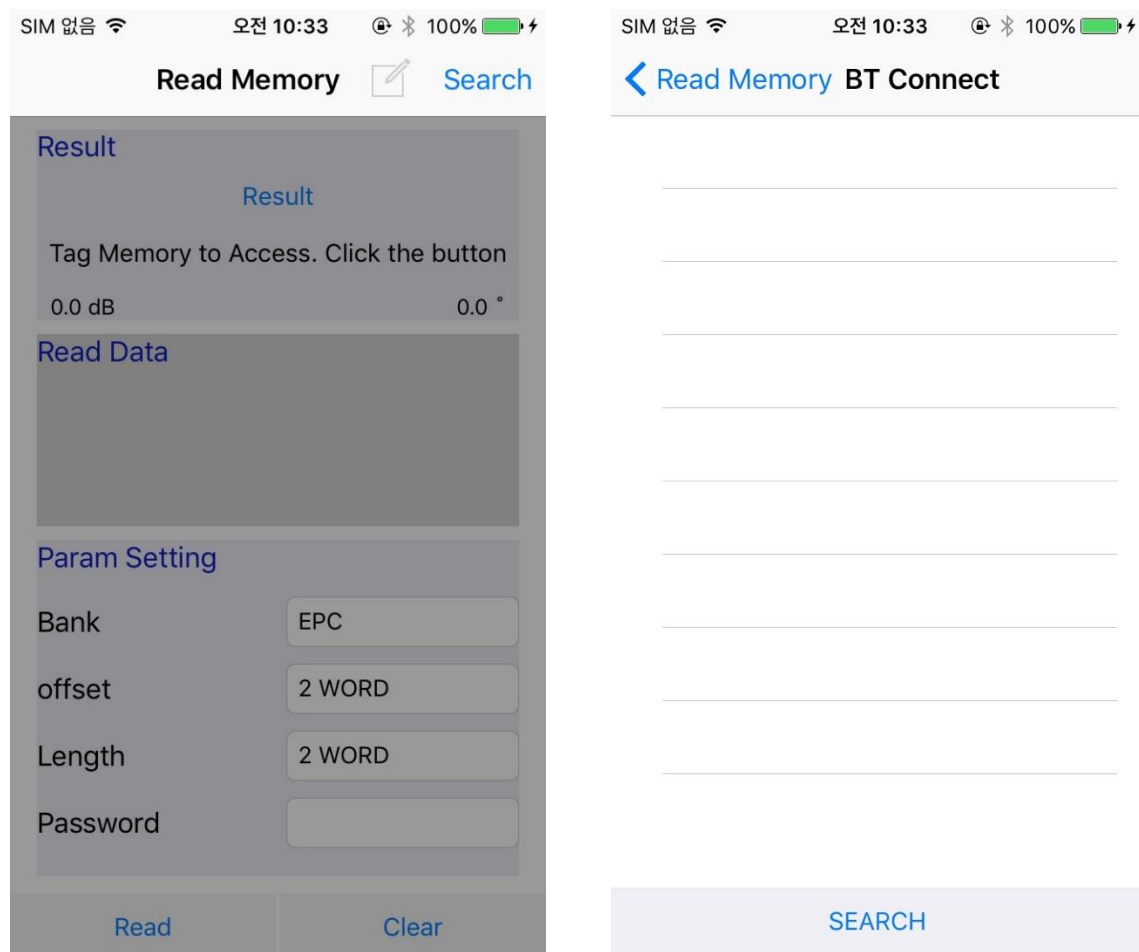 SIM 없음 오전 10:33 100%
Read Memory Search
Result
Result
Tag Memory to Access. Click the button
0.0 dB 0.0 °
Read Data
Param Setting
Bank EPC
offset 2 WORD
Length 2 WORD
Password
Read Clear
SIM 없음 오전 10:33 100%
Read Memory BT Connect
SEARCH